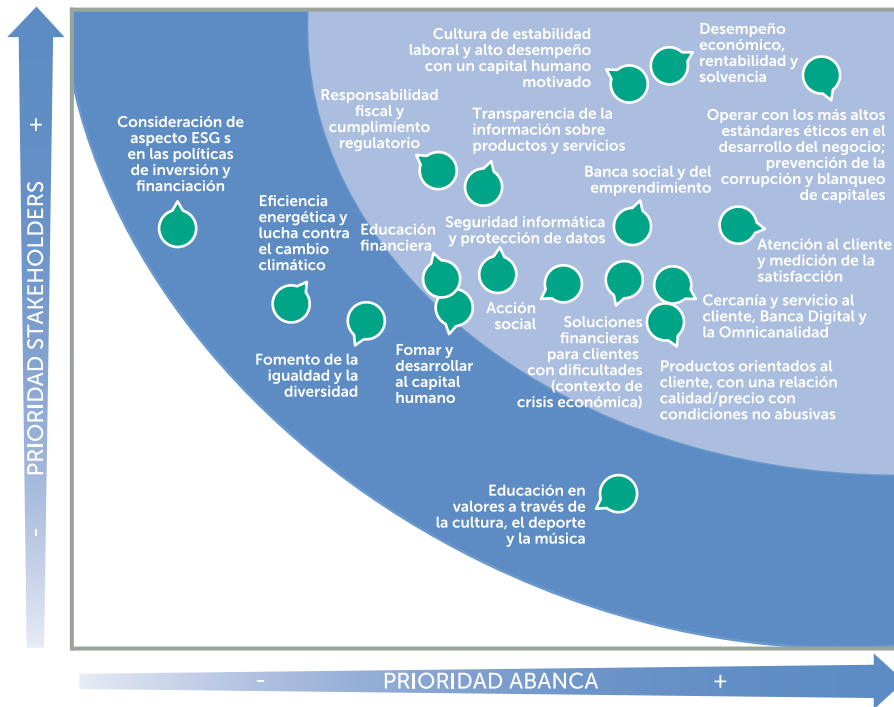 PRIORIDAD STAKEHOLDERS
+
-
Cultura de estabilidad
laboral y alto desempeño
con un capital humano
motivado
Desempeño
económico,
rentabilidad y
solvencia
Responsabilidad
fiscal y
cumplimiento
regulatorio
Transparencia de la
información sobre
productos y servicios
Operar con los más altos
estándares éticos en el
desarrollo del negocio;
prevención de la
corrupción y blanqueo
de capitales
Consideración de
aspecto ESG s
en las políticas
de inversión y
financiación
Eficiencia
energética y
lucha contra
el cambio
climático
Banca social y del
emprendimiento
Educación
financiera
Seguridad informática
y protección de datos
Atención al cliente
y medición de la
satisfacción
Acción
social
Soluciones
financieras
para clientes
con dificultades
(contexto de
crisis económica)
Cercanía y servicio al
cliente, Banca Digital y
la Omnicanalidad
Fomento de la
igualdad y la
diversidad
Fomar y
desarrollar
al capital
humano
Productos orientados al
cliente, con una relación
calidad/precio con
condiciones no abusivas
Educación en
valores a través de
la cultura, el deporte
y la música
-
PRIORIDAD ABANCA
+